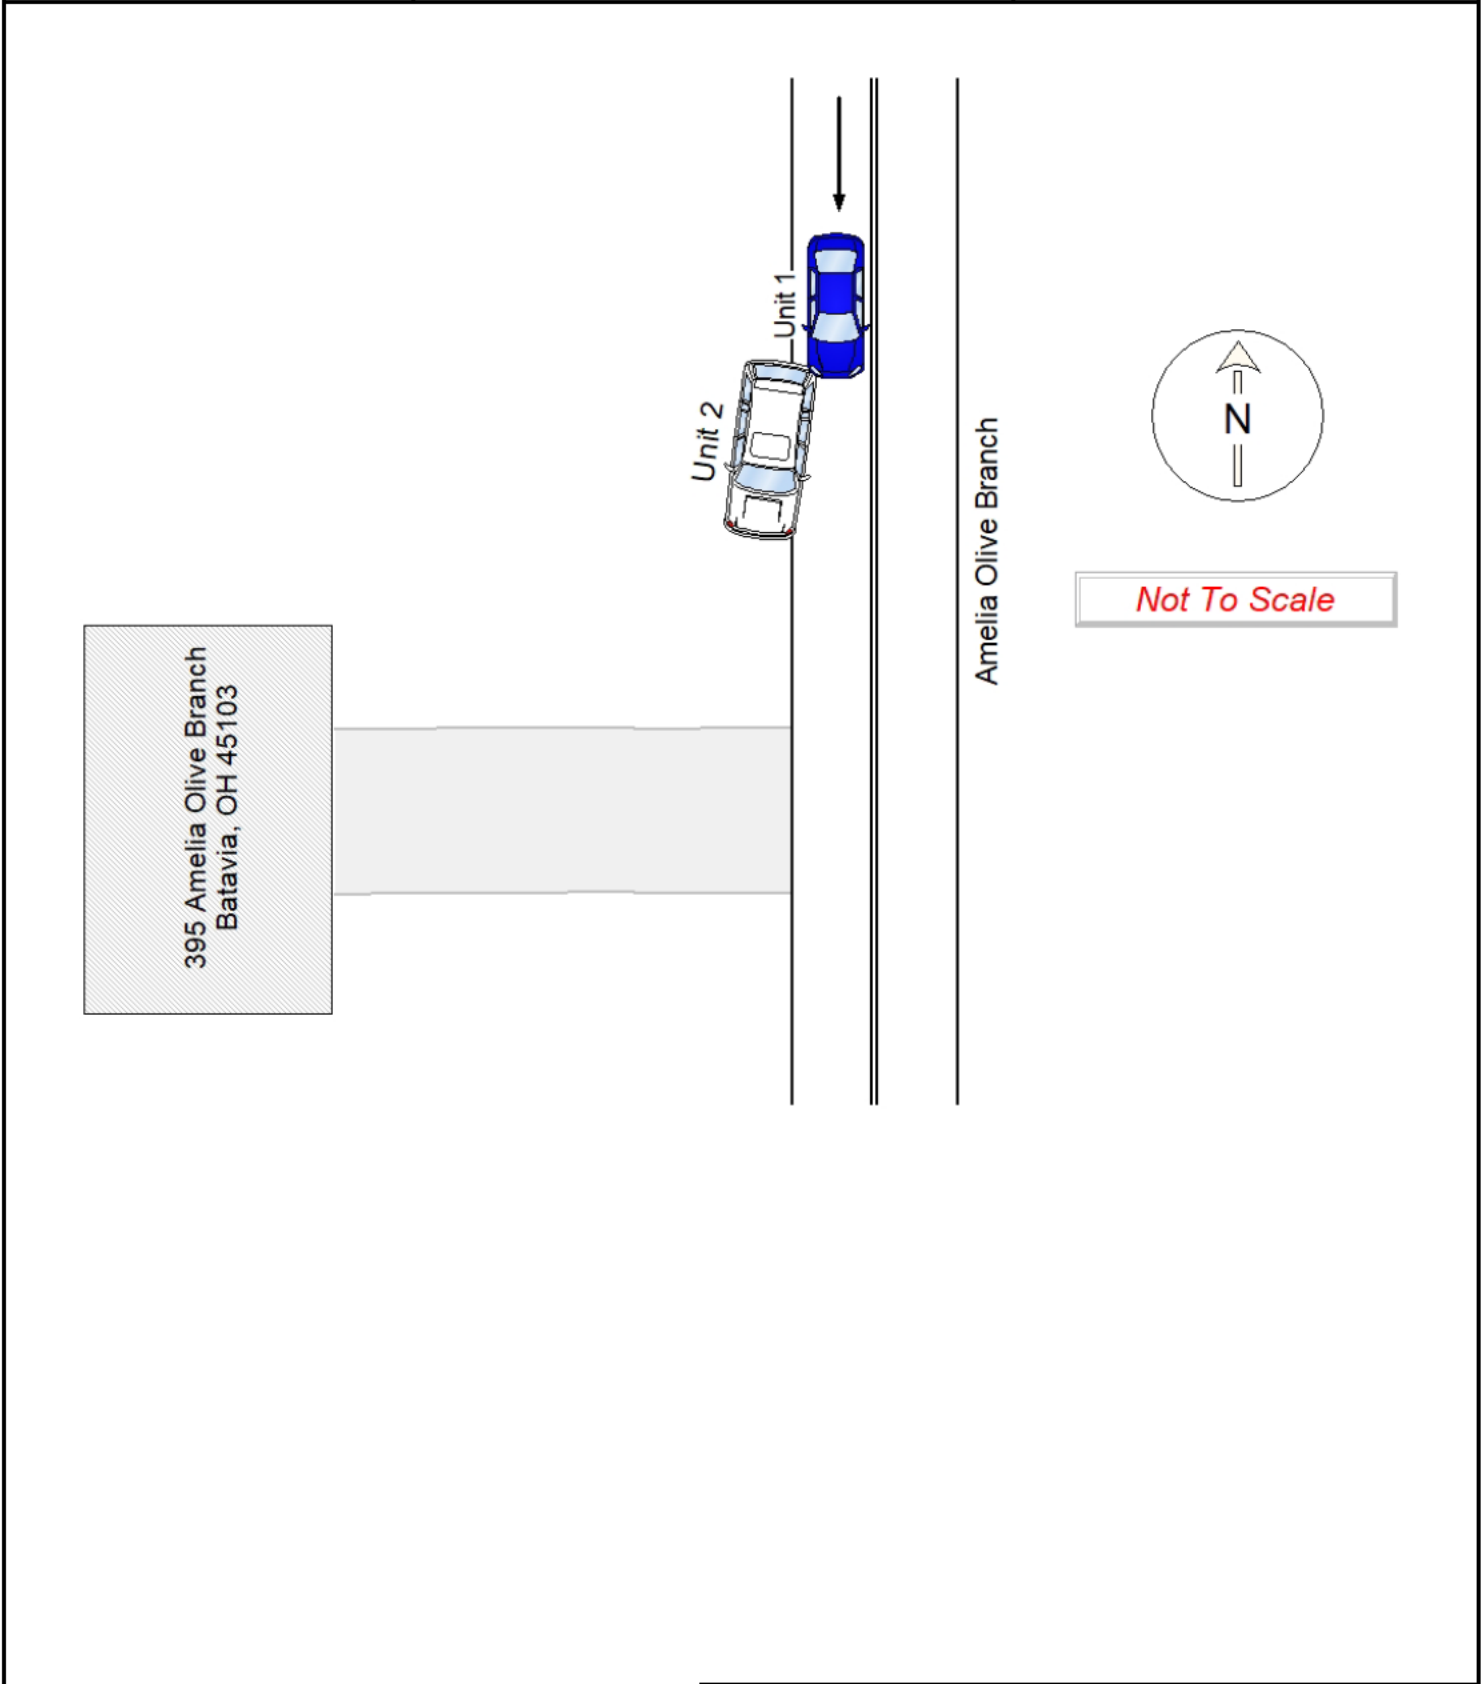 Unit 1
Unit 2
Amelia Olive Branch
N
Not To Scale
395 Amelia Olive Branch
Batavia, OH 45103